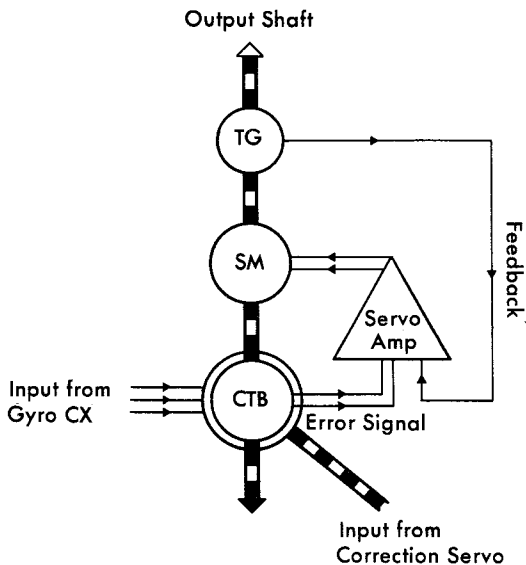 Output Shaft
TG
SM
Feedback
Servo
Amp
Input from
Gyro CX
CTB
Error Signal
Input from
Correction Servo